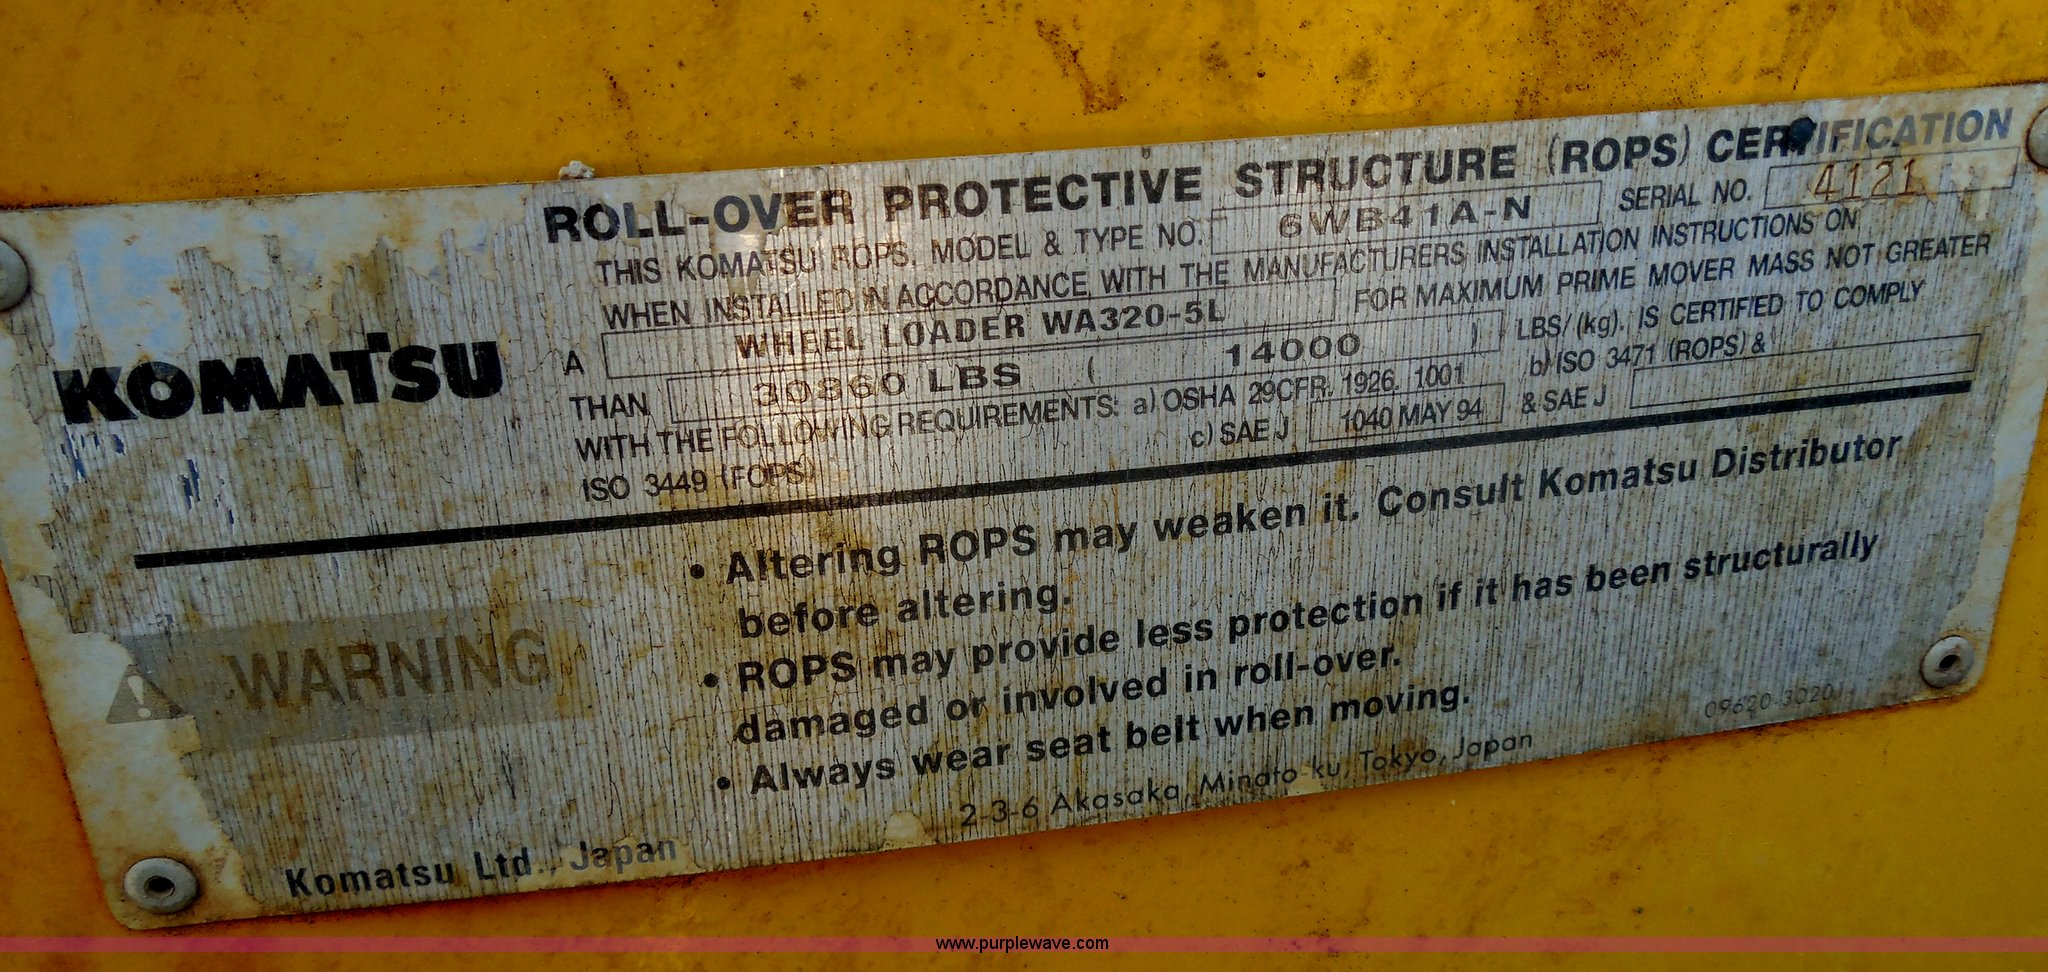 ROLL-OVER PROTECTIVE STRUCTURE (ROPS) CERTIFICATION
THIS KOMATSU ROPS, MODEL & TYPE NO. 6WB41A-N SERIAL NO. 4121
WHEN INSTALLED IN ACCORDANCE WITH THE MANUFACTURERS INSTALLATION INSTRUCTIONS ON
A WHEEL LOADER WA320-5L FOR MAXIMUM PRIME MOVER MASS NOT GREATER
THAN 30860 LBS ( 14000 ) LBS/(kg). IS CERTIFIED TO COMPLY
WITH THE FOLLOWING REQUIREMENTS: a) OSHA 29CFR. 1926. 1001 b) ISO 3471 (ROPS) &
ISO 3449 (FOPS) c) SAE J 1040 MAY 94 & SAE J
KOMATSU
WARNING
• Altering ROPS may weaken it. Consult Komatsu Distributor
before altering.
• ROPS may provide less protection if it has been structurally
damaged or involved in roll-over.
• Always wear seat belt when moving.
09620-30201
Komatsu Ltd., Japan 2-3-6 Akasaka, Minato-ku, Tokyo, Japan
www.purplewave.com